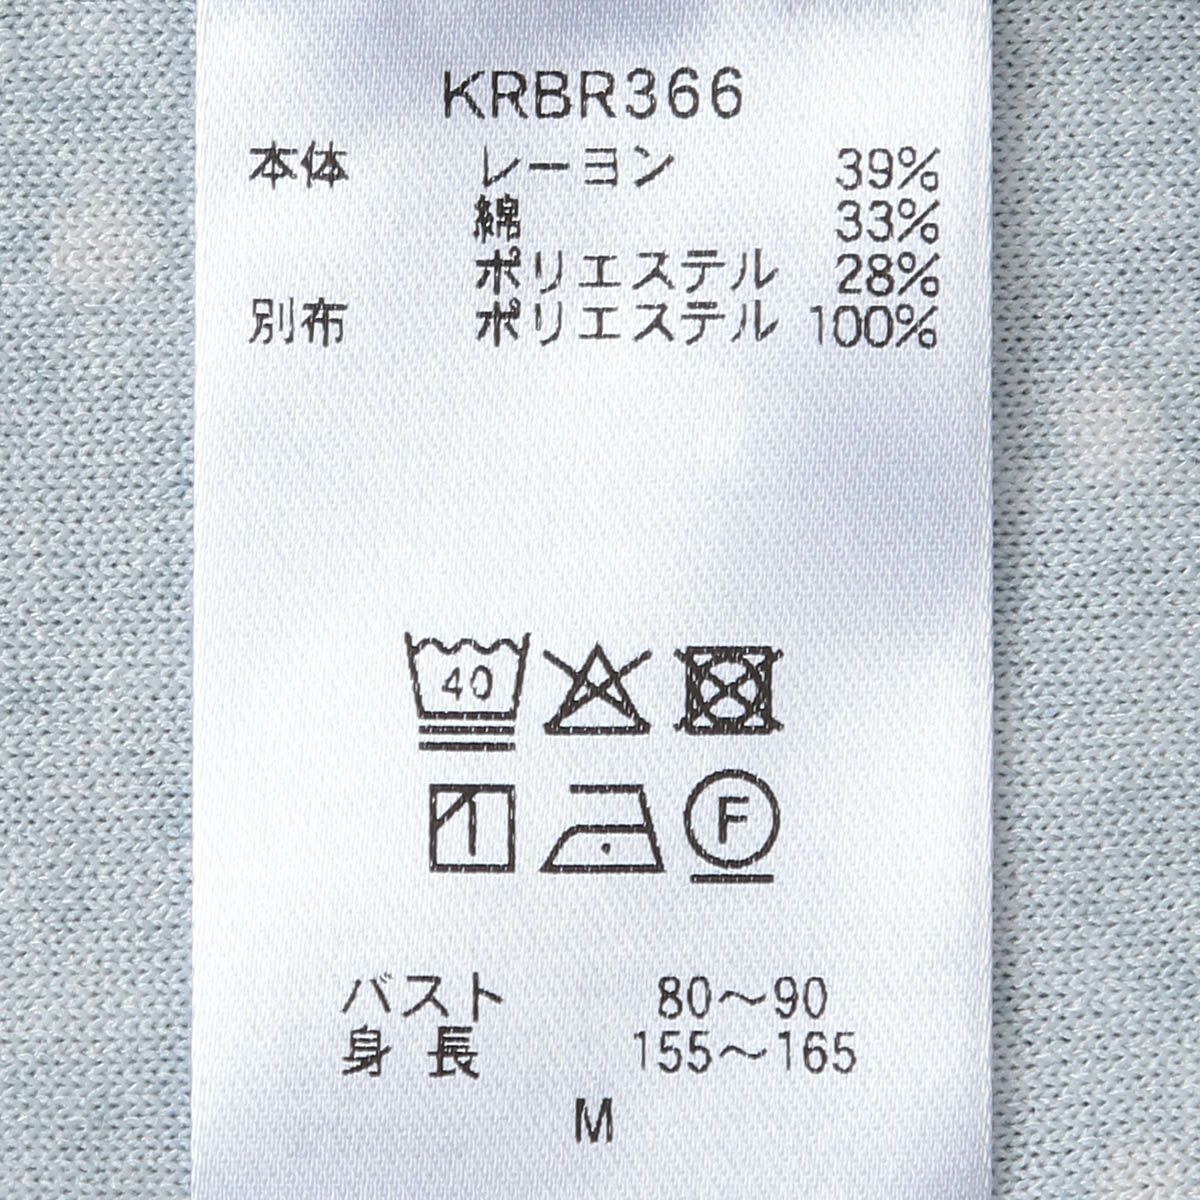 KRBR366
本体 レーヨン 39%
綿 33%
ポリエステル 28%
別布 ポリエステル 100%
40
F
バスト 80〜90
身長 155〜165
M